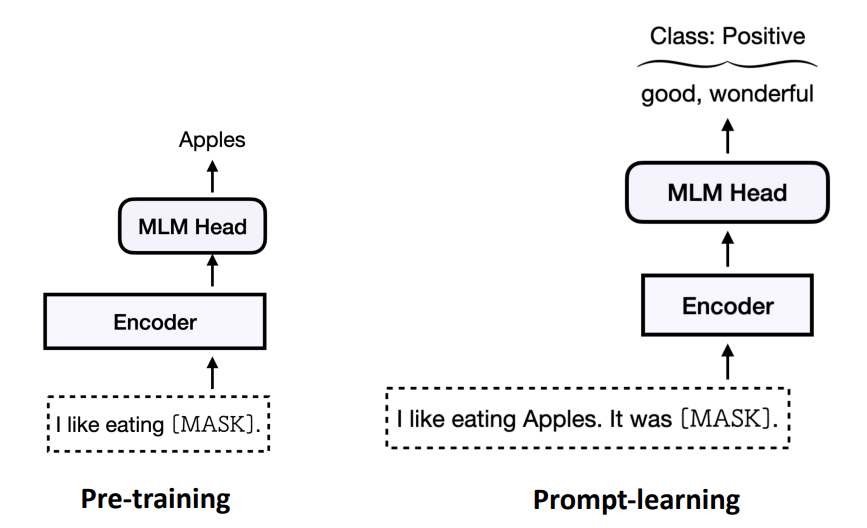 Apples
MLM Head
Encoder
I like eating [MASK].
Pre-training
Class: Positive
good, wonderful
MLM Head
Encoder
I like eating Apples. It was [MASK].
Prompt-learning